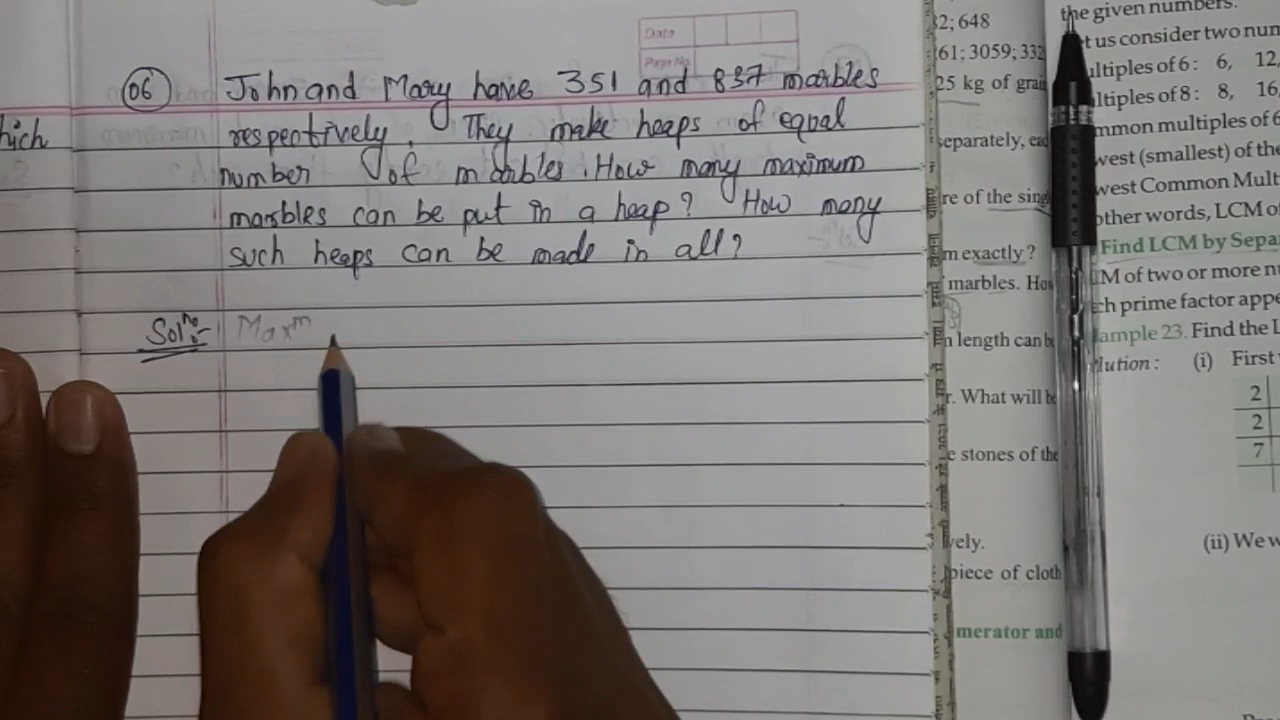 Date
Page No.
06 John and Mary have 351 and 837 marbles
respectively. They make heaps of equal
number of marbles. How many maximum
marbles can be put in a heap? How many
such heaps can be made in all?
Solⁿ:- Maxᵐ
hich
2; 648
61; 3059; 332
25 kg of grai
separately, ea
re of the sing
m exactly?
marbles. Ho
n length can b
r. What will b
e stones of the
vely.
piece of cloth
merator and
the given numbers.
t us consider two num
ultiples of 6 : 6, 12,
ltiples of 8 : 8, 16,
mmon multiples of 6
west (smallest) of the
west Common Mult
other words, LCM of
Find LCM by Sepa
M of two or more nu
ch prime factor appe
ample 23. Find the L
lution : (i) First
2
2
7
(ii) We w